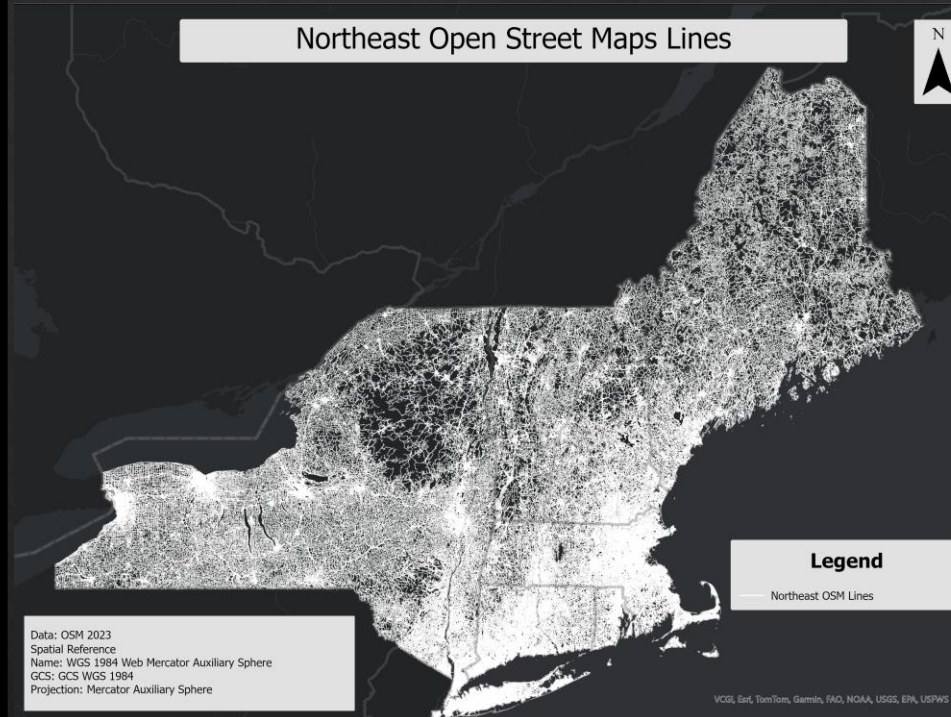 Northeast Open Street Maps Lines
N
Legend
Northeast OSM Lines
Data: OSM 2023
Spatial Reference
Name: WGS 1984 Web Mercator Auxiliary Sphere
GCS: GCS WGS 1984
Projection: Mercator Auxiliary Sphere
VCGI, Esri, TomTom, Garmin, FAO, NOAA, USGS, EPA, USFWS